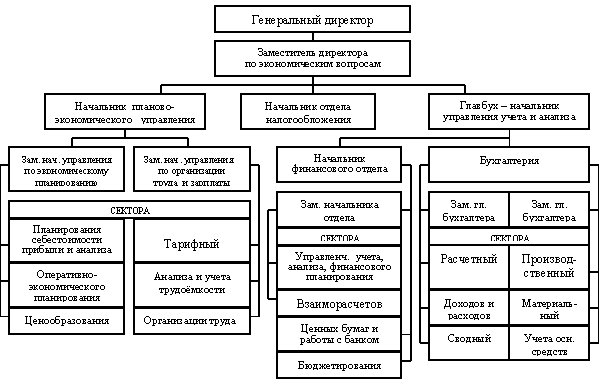 Генеральный директор
Заместитель директора
по экономическим вопросам
Начальник планово-
экономического управления
Начальник отдела
налогообложения
Главбух – начальник
управления учета и анализа
Зам. нач. управления
по экономическому
планированию
Зам. нач. управления
по организации
труда и зарплаты
Начальник
финансового отдела
Бухгалтерия
СЕКТОРА
Планирования
себестоимости
прибыли и анализа
Тарифный
Оперативно-
экономического
планирования
Анализа и учета
трудоёмкости
Ценообразования
Организации труда
Зам. начальника
отдела
СЕКТОРА
Управленч. учета,
анализа, финансового
планирования
Взаиморасчетов
Ценных бумаг и
работы с банком
Бюджетирования
Зам. гл.
бухгалтера
Зам. гл.
бухгалтера
СЕКТОРА
Расчетный
Производ-
ственный
Доходов и
расходов
Материаль-
ный
Сводный
Учета осн.
средств